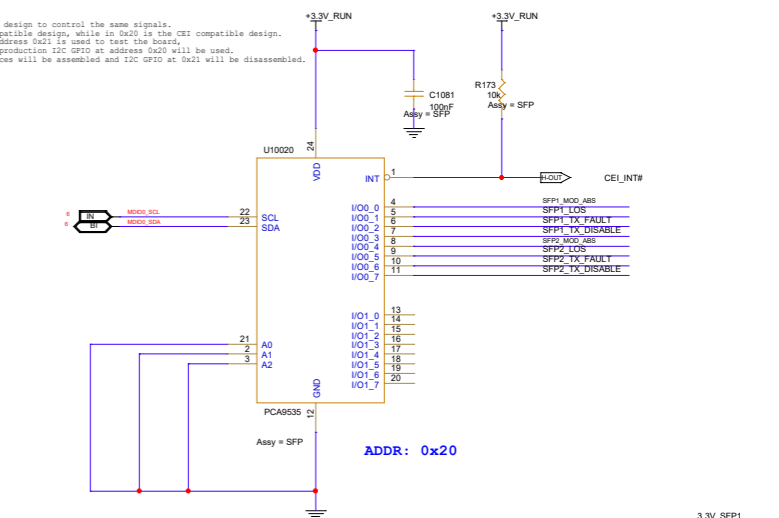 design to control the same signals.
patible design, while in 0x20 is the CEI compatible design.
ddress 0x21 is used to test the board,
production I2C GPIO at address 0x20 will be used.
ces will be assembled and I2C GPIO at 0x21 will be disassembled.
+3.3V_RUN
+3.3V_RUN
C1081
100nF
Assy = SFP
R173
10k
Assy = SFP
U10020
24
VDD
INT
1
H-OUT
CEI_INT#
6
IN
MDIO0_SCL
22
SCL
6
BI
MDIO0_SDA
23
SDA
I/O0_0
4
SFP1_MOD_ABS
I/O0_1
5
SFP1_LOS
I/O0_2
6
SFP1_TX_FAULT
I/O0_3
7
SFP1_TX_DISABLE
I/O0_4
8
SFP2_MOD_ABS
I/O0_5
9
SFP2_LOS
I/O0_6
10
SFP2_TX_FAULT
I/O0_7
11
SFP2_TX_DISABLE
I/O1_0
13
I/O1_1
14
I/O1_2
15
I/O1_3
16
I/O1_4
17
I/O1_5
18
I/O1_6
19
I/O1_7
20
21
A0
2
A1
3
A2
GND
12
PCA9535
Assy = SFP
ADDR: 0x20
3.3V_SFP1